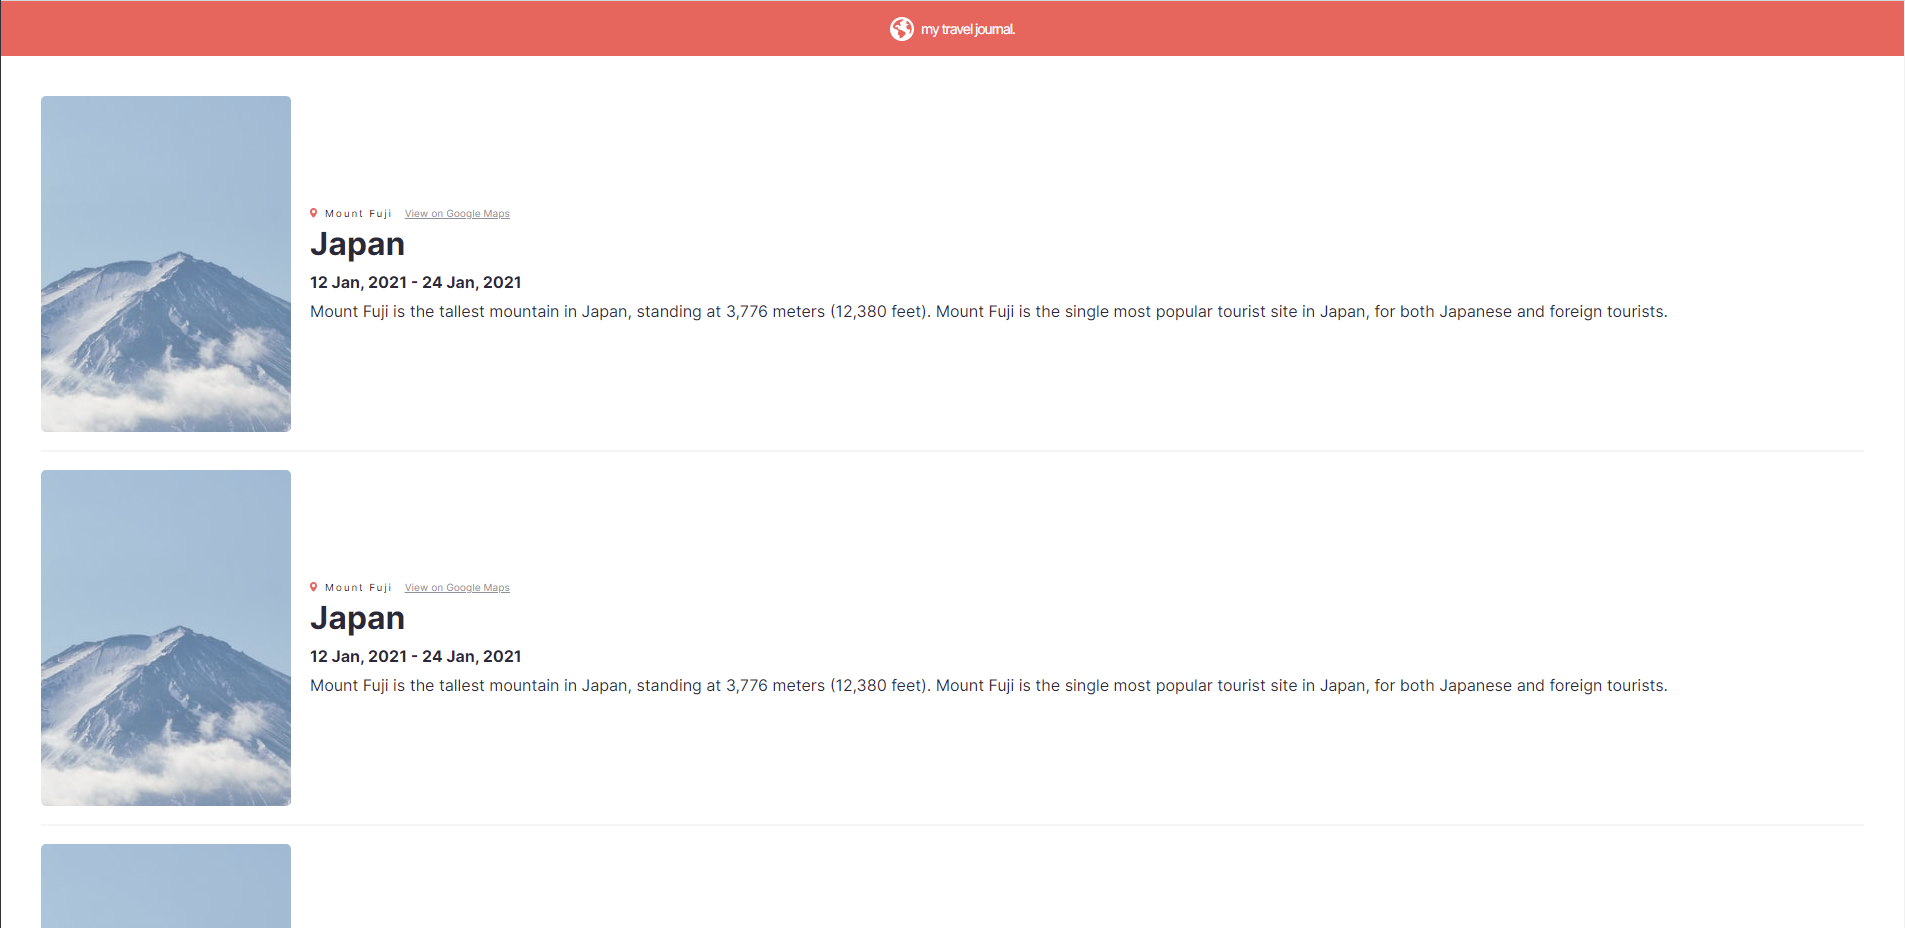 my travel journal.
Mount Fuji View on Google Maps
Japan
12 Jan, 2021 - 24 Jan, 2021
Mount Fuji is the tallest mountain in Japan, standing at 3,776 meters (12,380 feet). Mount Fuji is the single most popular tourist site in Japan, for both Japanese and foreign tourists.
Mount Fuji View on Google Maps
Japan
12 Jan, 2021 - 24 Jan, 2021
Mount Fuji is the tallest mountain in Japan, standing at 3,776 meters (12,380 feet). Mount Fuji is the single most popular tourist site in Japan, for both Japanese and foreign tourists.